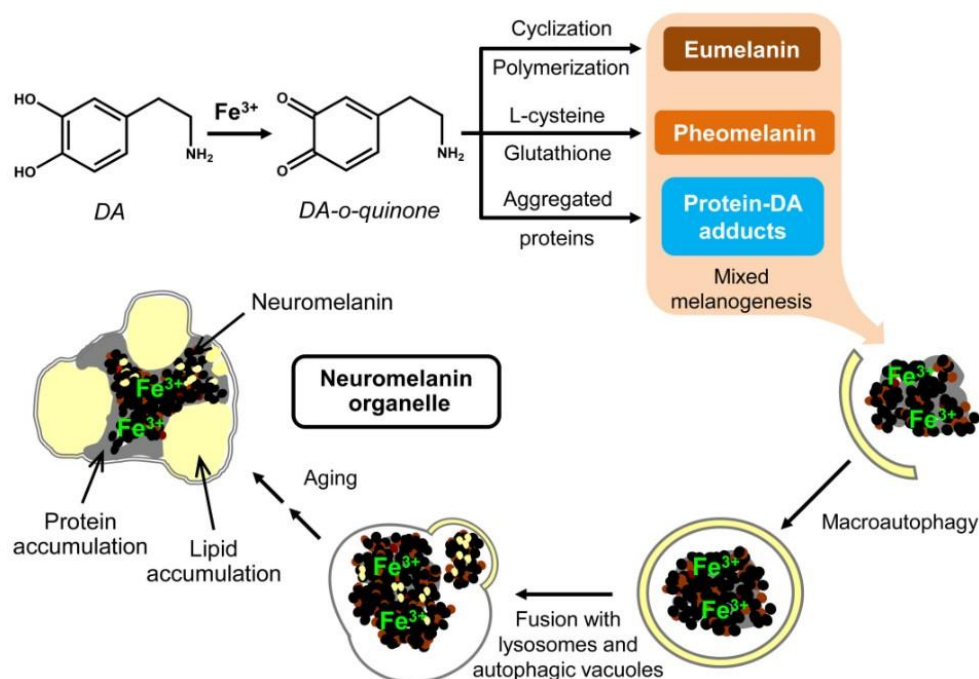 Cyclization
Polymerization
Eumelanin
HO
HO
NH₂
DA
Fe³⁺
O
O
NH₂
DA-o-quinone
L-cysteine
Glutathione
Pheomelanin
Aggregated
proteins
Protein-DA
adducts
Mixed
melanogenesis
Neuromelanin
Fe³⁺
Fe³⁺
Neuromelanin
organelle
Fe³⁺
Fe³⁺
Protein
accumulation
Lipid
accumulation
Aging
Macroautophagy
Fe³⁺
Fe³⁺
Fusion with
lysosomes and
autophagic vacuoles
Fe³⁺
Fe³⁺